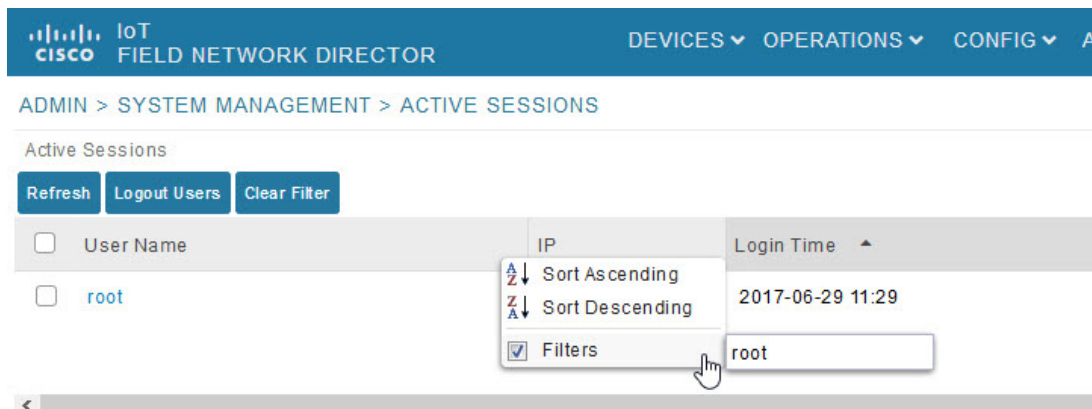 CISCO IoT
FIELD NETWORK DIRECTOR
DEVICES OPERATIONS CONFIG A
ADMIN > SYSTEM MANAGEMENT > ACTIVE SESSIONS
Active Sessions
Refresh Logout Users Clear Filter
User Name IP Login Time
root 2017-06-29 11:29
Sort Ascending
Sort Descending
Filters root